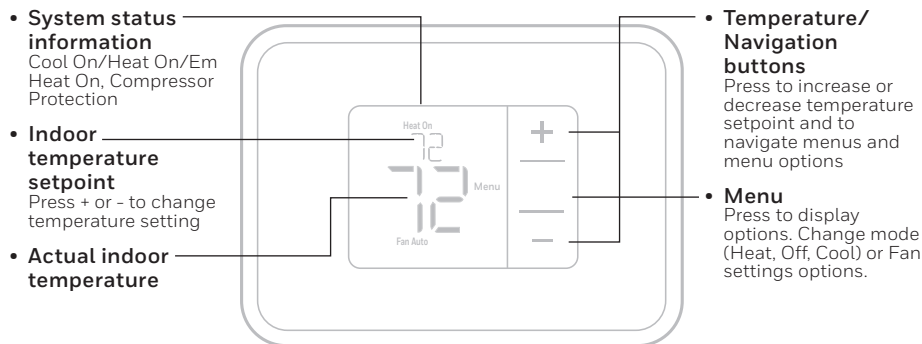 • System status
information
Cool On/Heat On/Em
Heat On, Compressor
Protection
• Indoor
temperature
setpoint
Press + or - to change
temperature setting
• Actual indoor
temperature
Heat On
72
72
Menu
Fan Auto
+
−
• Temperature/
Navigation
buttons
Press to increase or
decrease temperature
setpoint and to
navigate menus and
menu options
• Menu
Press to display
options. Change mode
(Heat, Off, Cool) or Fan
settings options.